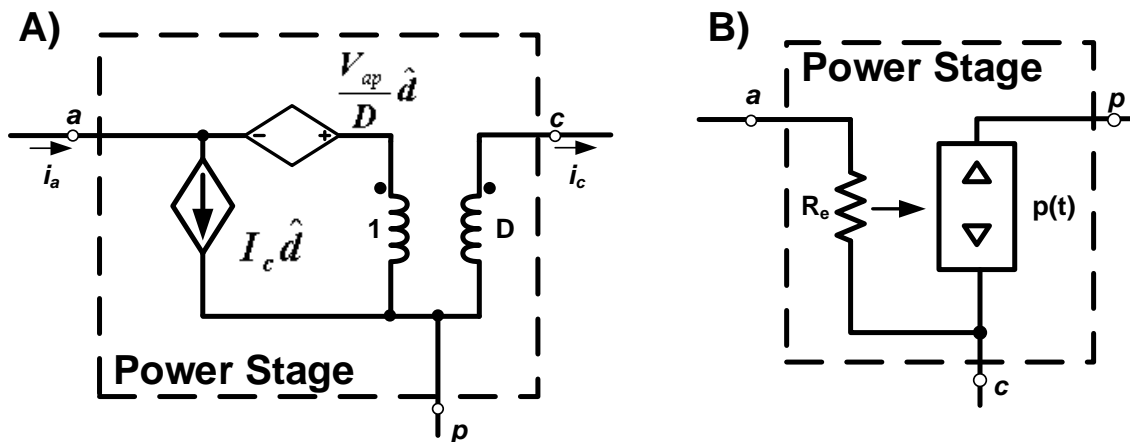 A)
Power Stage
V_ap
D
d̂
a
i_a
-
+
c
i_c
1
D
I_c d̂
p
B)
Power Stage
a
p
R_e
p(t)
c